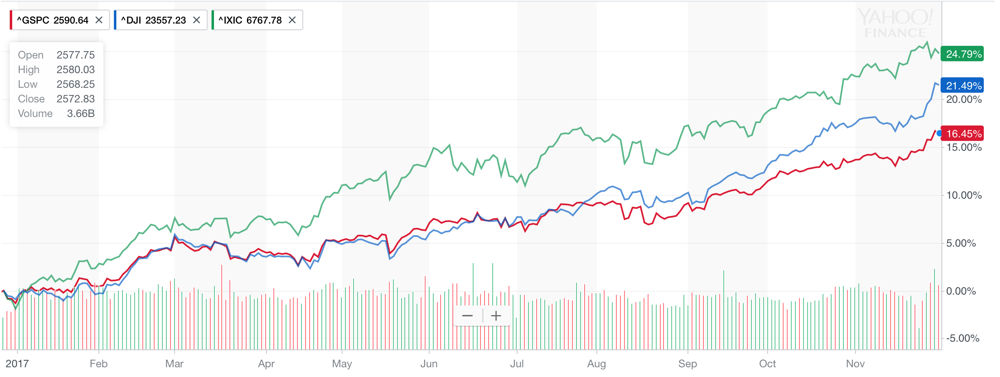 ^GSPC 2590.64 × ^DJI 23557.23 × ^IXIC 6767.78 ×
YAHOO!
FINANCE
Open 2577.75
High 2580.03
Low 2568.25
Close 2572.83
Volume 3.66B
24.79%
21.49%
20.00%
16.45%
15.00%
10.00%
5.00%
0.00%
-5.00%
− +
2017 Feb Mar Apr May Jun Jul Aug Sep Oct Nov